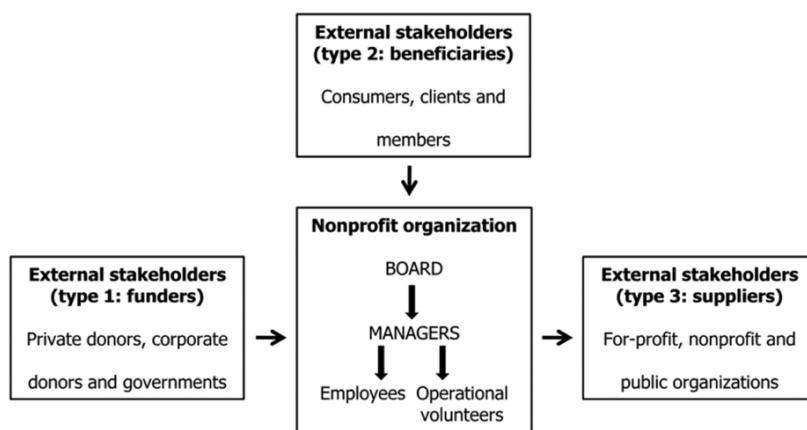 External stakeholders
(type 2: beneficiaries)
Consumers, clients and
members
External stakeholders
(type 1: funders)
Private donors, corporate
donors and governments
Nonprofit organization
BOARD
MANAGERS
Employees
Operational
volunteers
External stakeholders
(type 3: suppliers)
For-profit, nonprofit and
public organizations